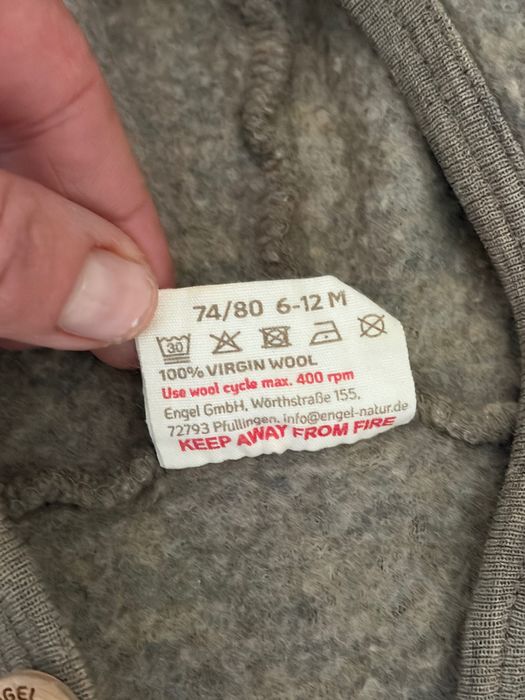 74/80 6-12 M
30
100% VIRGIN WOOL
Use wool cycle max. 400 rpm
Engel GmbH, Wörthstraße 155,
72793 Pfullingen, info@engel-natur.de
KEEP AWAY FROM FIRE